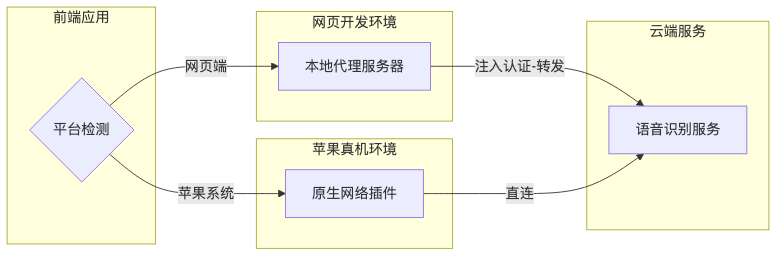 前端应用
平台检测
网页端
苹果系统
网页开发环境
本地代理服务器
苹果真机环境
原生网络插件
注入认证-转发
直连
云端服务
语音识别服务